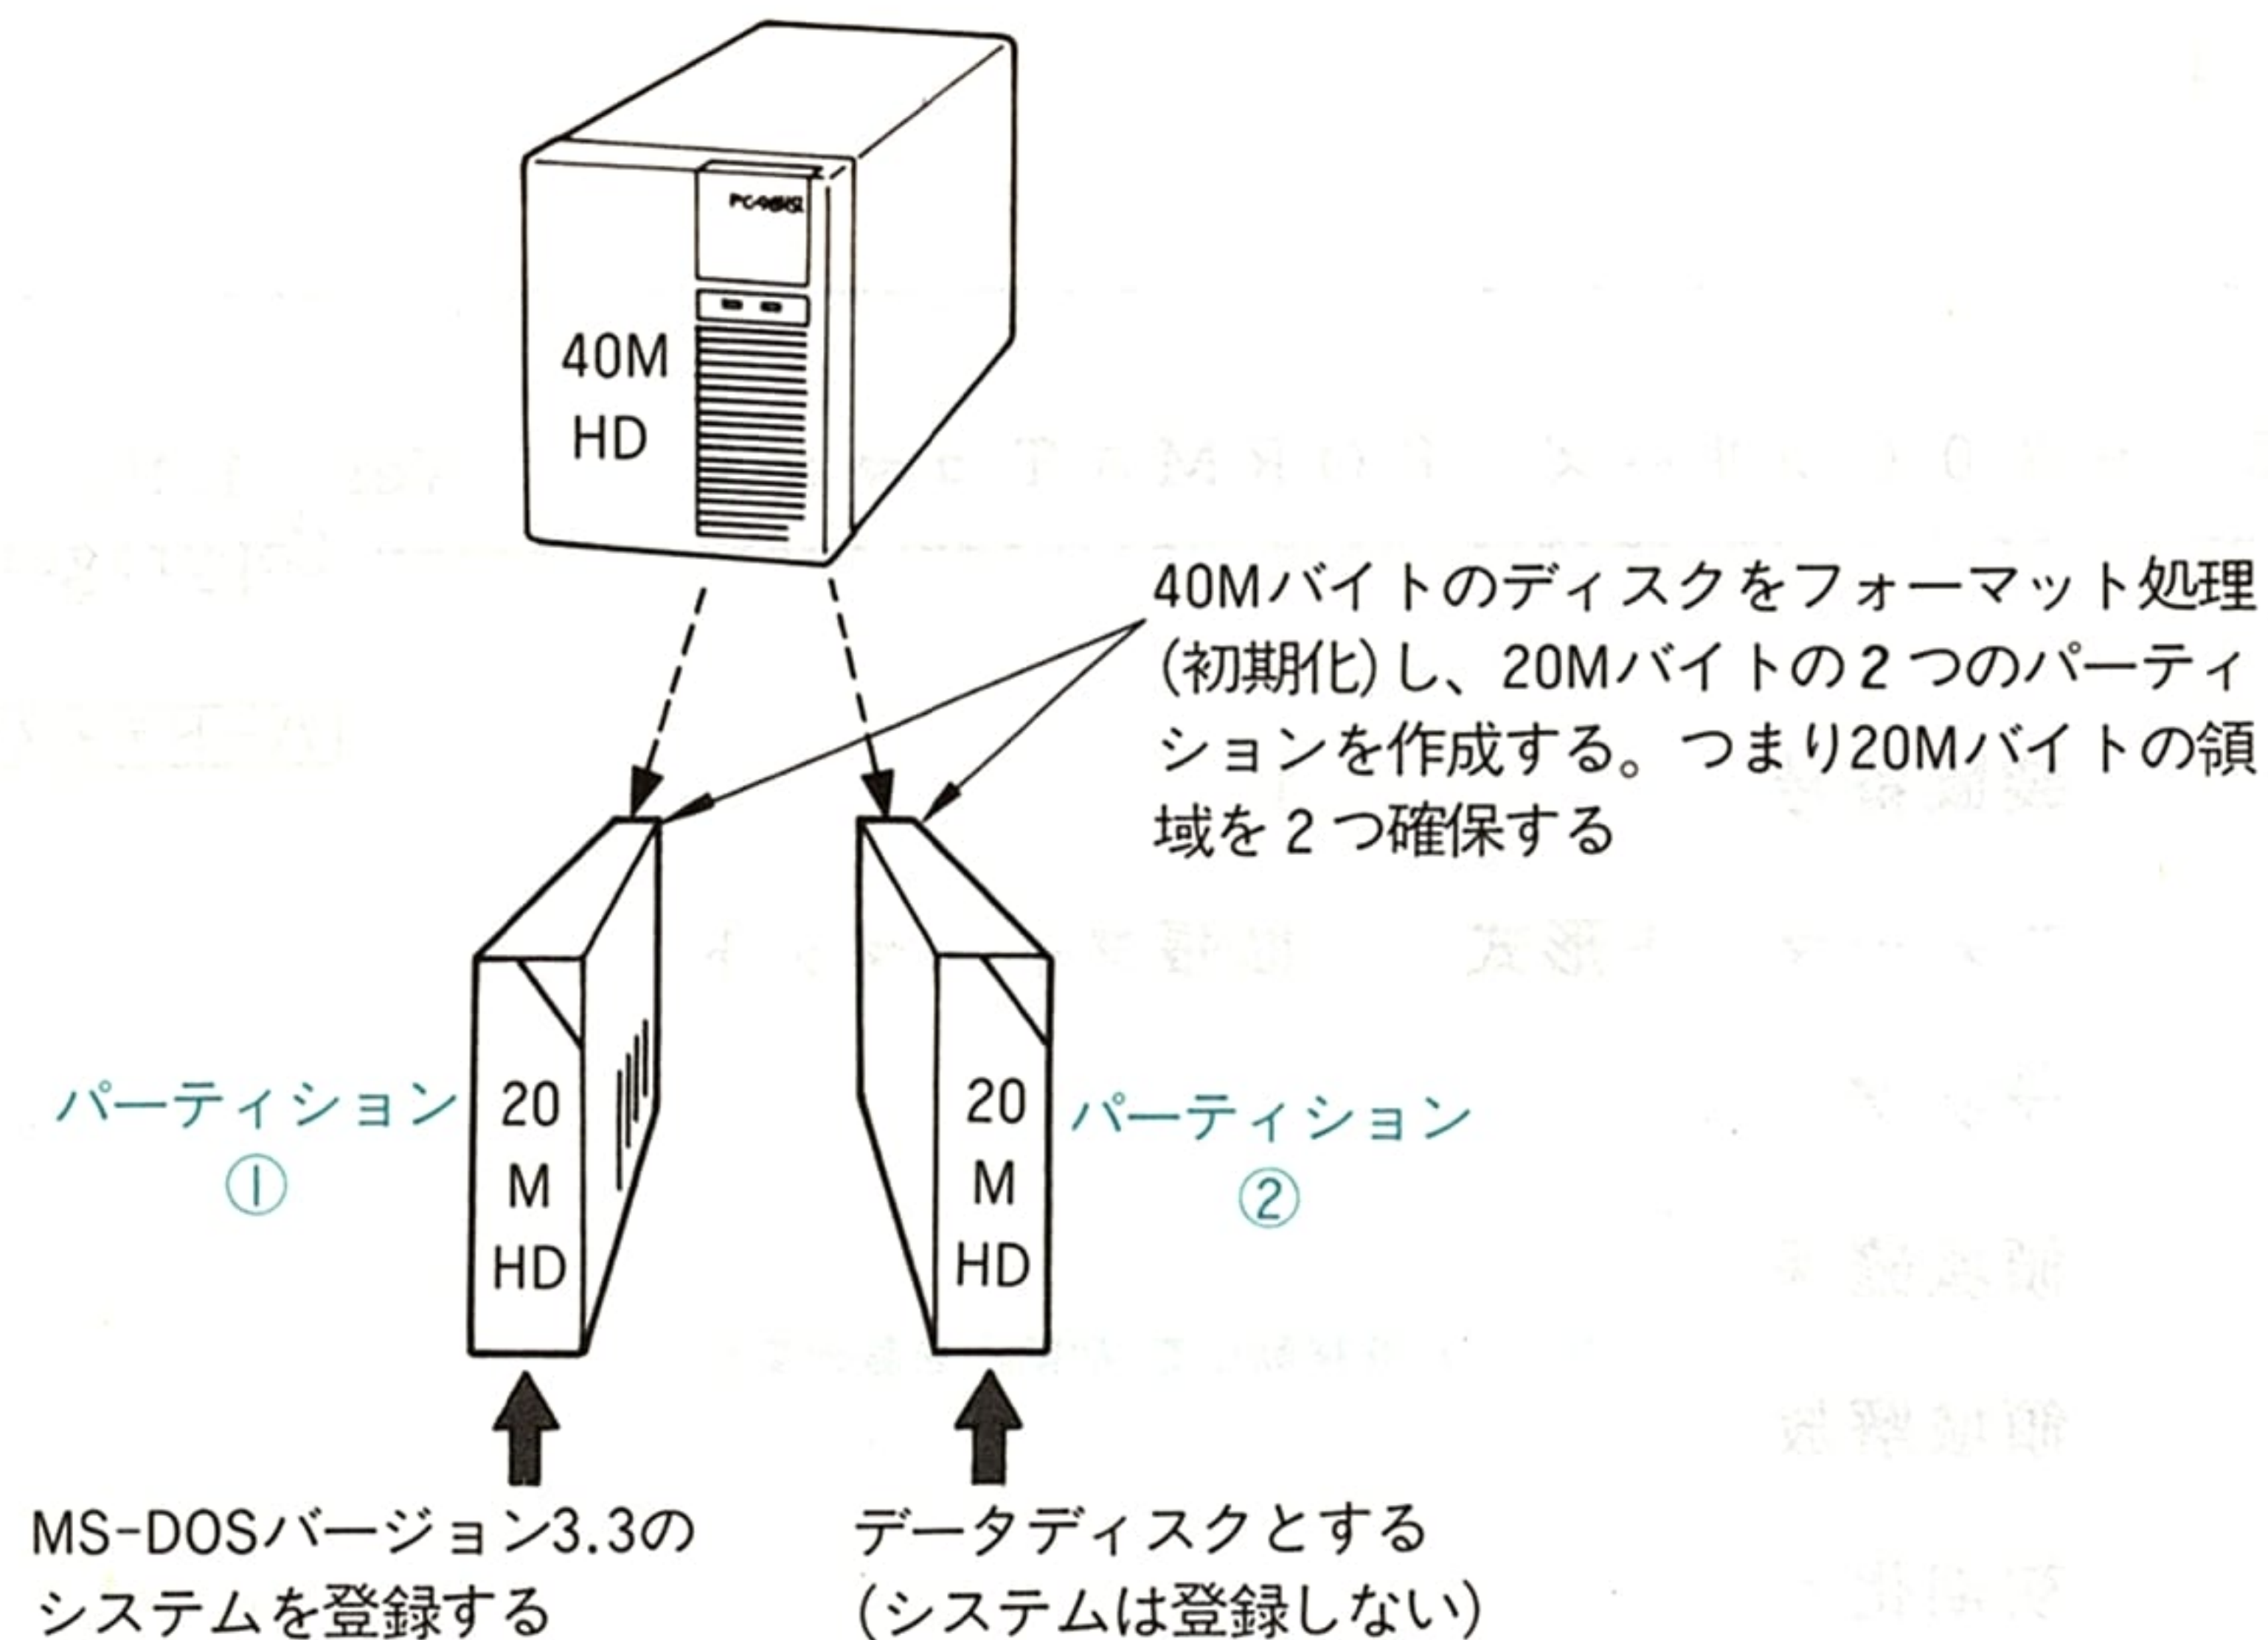 40M
HD
40Mバイトのディスクをフォーマット処理
(初期化)し、20Mバイトの2つのパーティ
ションを作成する。つまり20Mバイトの領
域を2つ確保する
パーティション
①
20
M
HD
20
M
HD
パーティション
②
MS-DOSバージョン3.3の
システムを登録する
データディスクとする
(システムは登録しない)